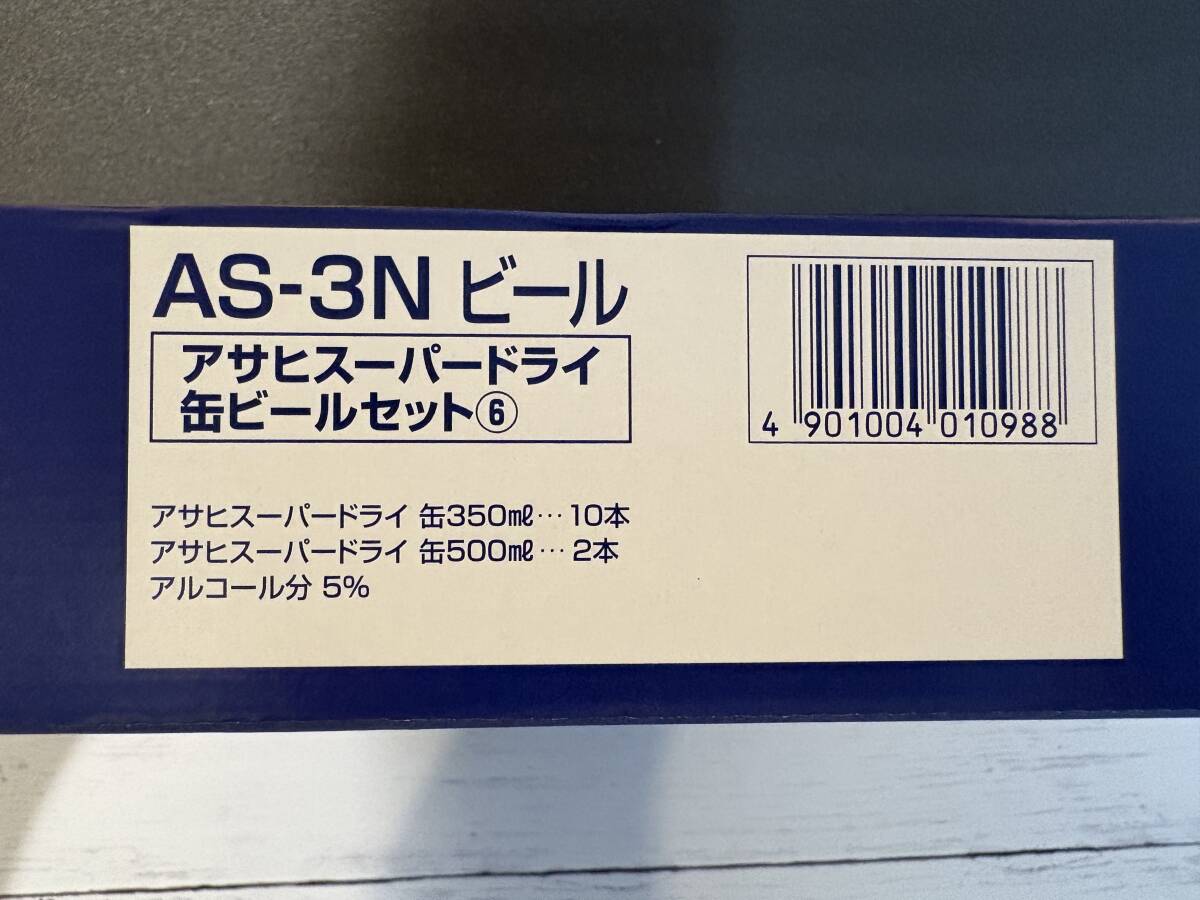 AS-3N ビール
アサヒスーパードライ
缶ビールセット⑥
4 901004 010988
アサヒスーパードライ 缶350㎖…10本
アサヒスーパードライ 缶500㎖…2本
アルコール分 5%